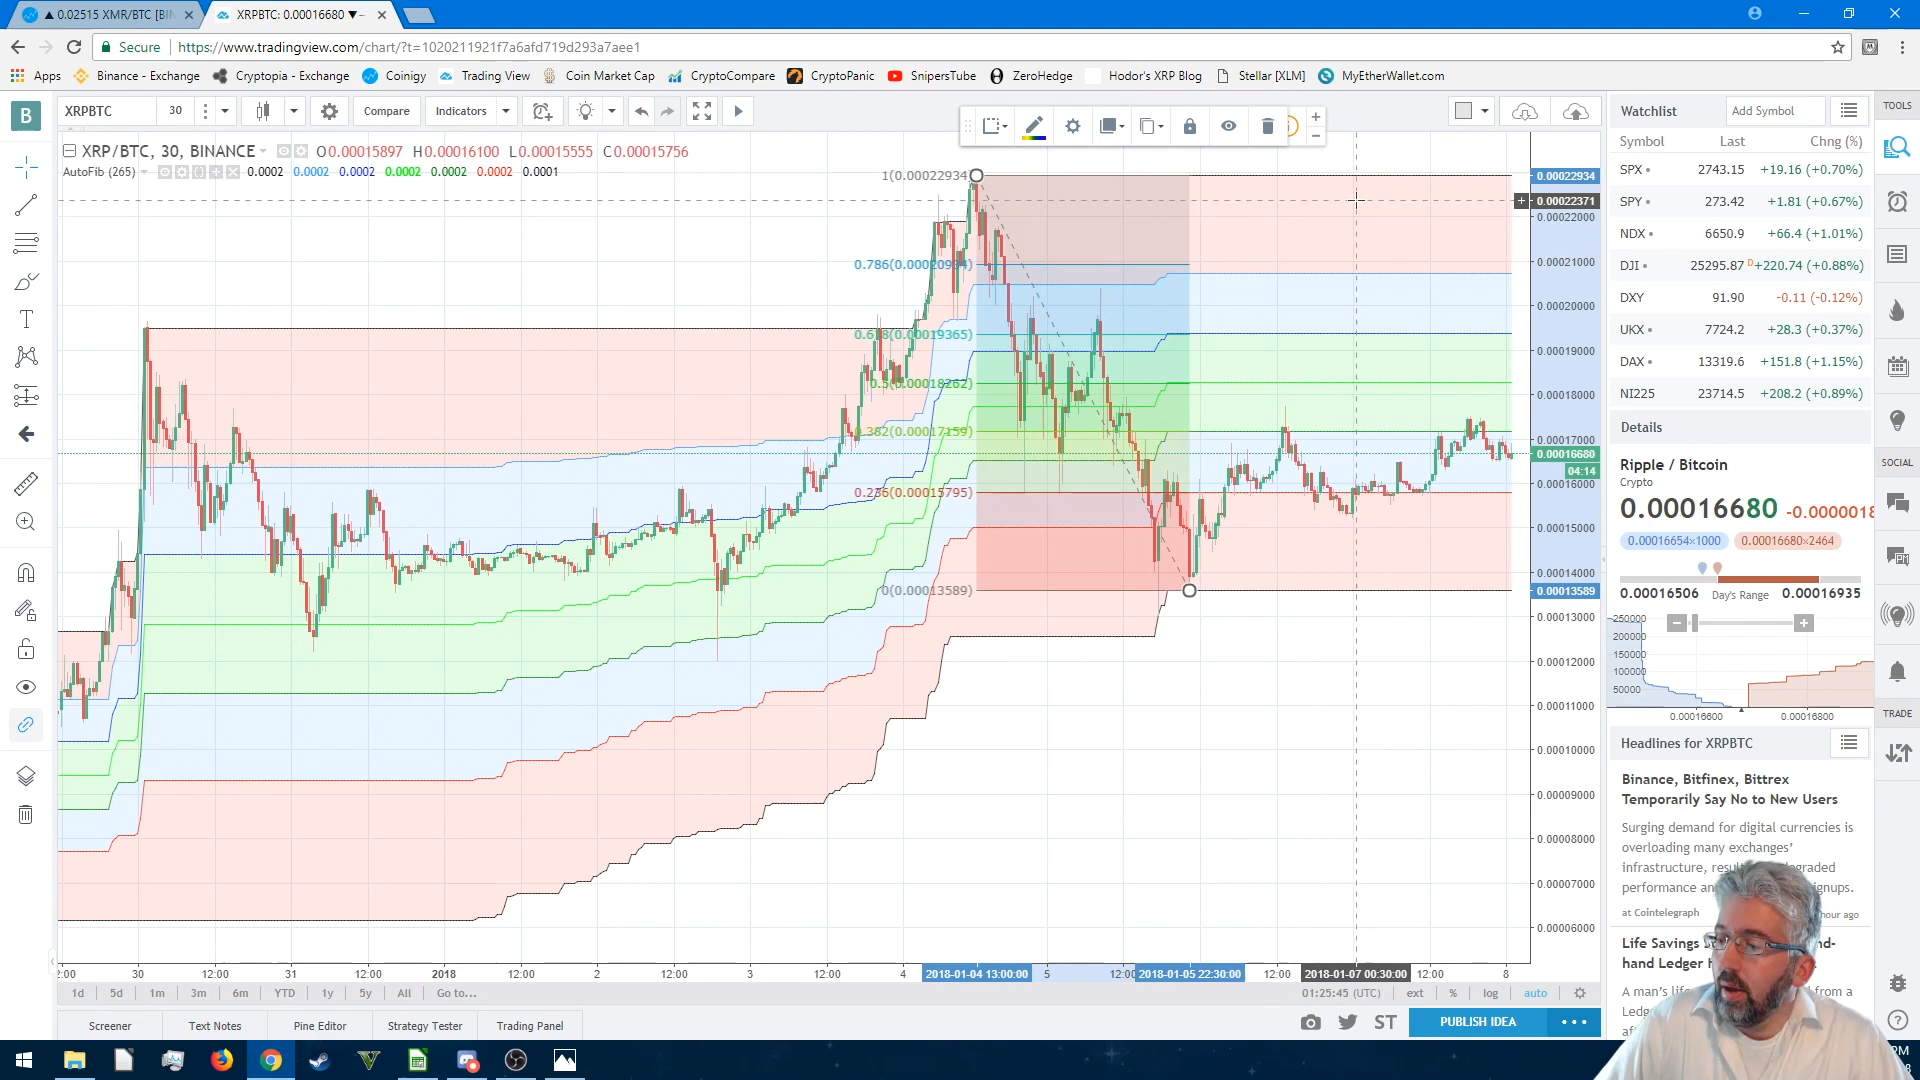 ▲ 0.02515 XMR/BTC [BIN
XRPBTC: 0.00016680 ▼−
Secure
https://www.tradingview.com/chart/?t=1020211921f7a6afd719d293a7aee1
Apps
Binance - Exchange
Cryptopia - Exchange
Coinigy
Trading View
Coin Market Cap
CryptoCompare
CryptoPanic
SnipersTube
ZeroHedge
Hodor's XRP Blog
Stellar [XLM]
MyEtherWallet.com
B
XRPBTC
30
Compare
Indicators
XRP/BTC, 30, BINANCE
O0.00015897 H0.00016100 L0.00015555 C0.00015756
AutoFib (265)
0.0002 0.0002 0.0002 0.0002 0.0002 0.0002 0.0001
1(0.00022934)
0.618(0.00019365)
0.5(0.00018262)
0.382(0.00017159)
0.236(0.00015795)
0(0.00013589)
0.00022934
0.00022371
0.00022000
0.00021000
0.00020000
0.00019000
0.00018000
0.00017000
0.00016680
04:14
0.00016000
0.00015000
0.00014000
0.00013589
0.00013000
0.00012000
0.00011000
0.00010000
0.00009000
0.00008000
0.00007000
0.00006000
30 12:00 31 12:00 2018 12:00 2 12:00 3 12:00 4 2018-01-04 13:00:00 5 2018-01-05 22:30:00 12:00 2018-01-07 00:30:00 12:00 8
1d 5d 1m 3m 6m YTD 1y 5y All Go to...
01:25:45 (UTC) ext % log auto
Screener
Text Notes
Pine Editor
Strategy Tester
Trading Panel
ST
PUBLISH IDEA
Watchlist
Add Symbol
Symbol Last Chng (%)
SPX 2743.15 +19.16 (+0.70%)
SPY 273.42 +1.81 (+0.67%)
NDX 6650.9 +66.4 (+1.01%)
DJI 25295.87 D +220.74 (+0.88%)
DXY 91.90 -0.11 (-0.12%)
UKX 7724.2 +28.3 (+0.37%)
DAX 13319.6 +151.8 (+1.15%)
NI225 23714.5 +208.2 (+0.89%)
Details
Ripple / Bitcoin
Crypto
0.00016680 -0.0000018
0.00016654×1000
0.00016680×2464
0.00016506 Day's Range 0.00016935
250000
200000
150000
100000
50000
0.00016600
0.00016800
Headlines for XRPBTC
Binance, Bitfinex, Bittrex
Temporarily Say No to New Users
Surging demand for digital currencies is
overloading many exchanges'
at Cointelegraph
hour ago
Life Savings
hand Ledger
TOOLS
SOCIAL
TRADE